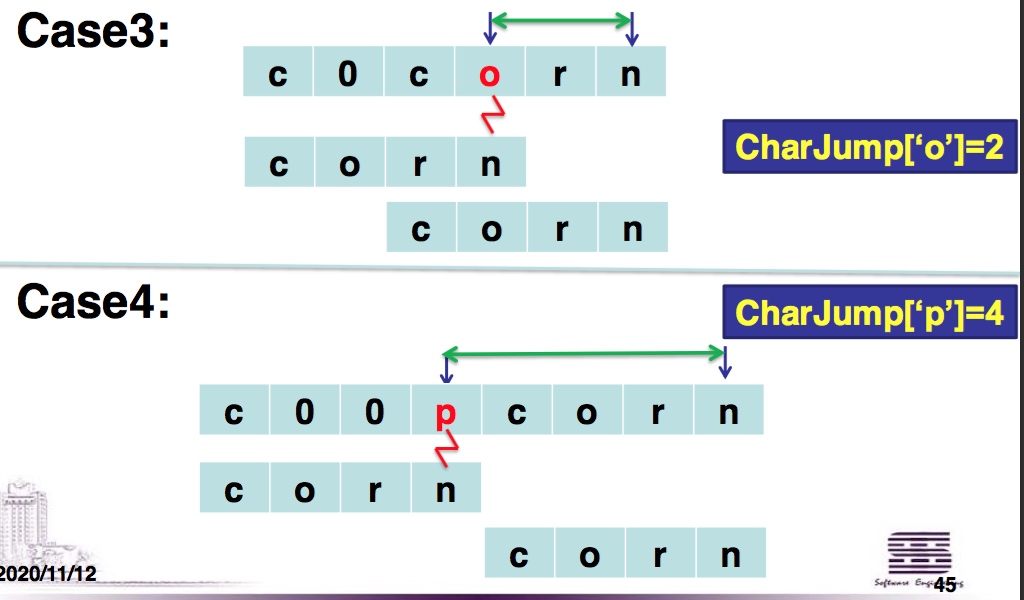 Case3:
c 0 c o r n
c o r n
CharJump[‘o’]=2
c o r n
Case4:
CharJump[‘p’]=4
c 0 0 p c o r n
c o r n
c o r n
2020/11/12
Software Engineering
45